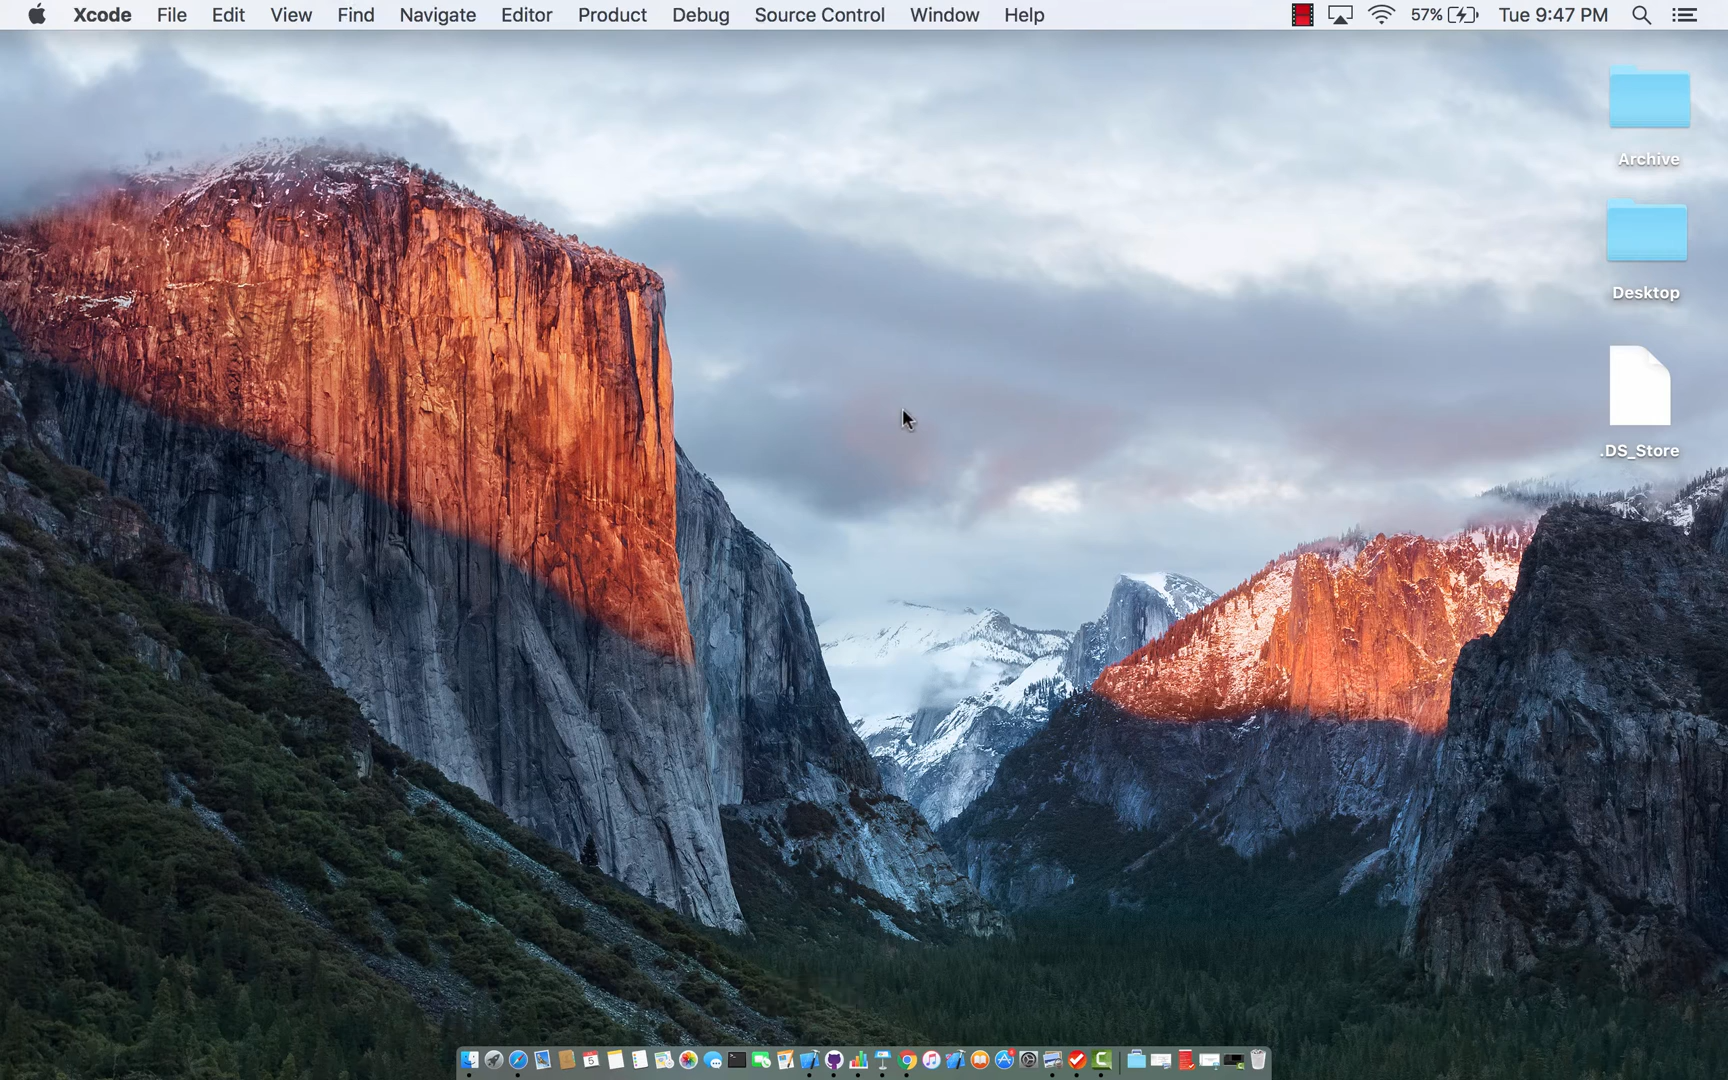 Xcode File Edit View Find Navigate Editor Product Debug Source Control Window Help 57% Tue 9:47 PM
Archive
Desktop
.DS_Store
5